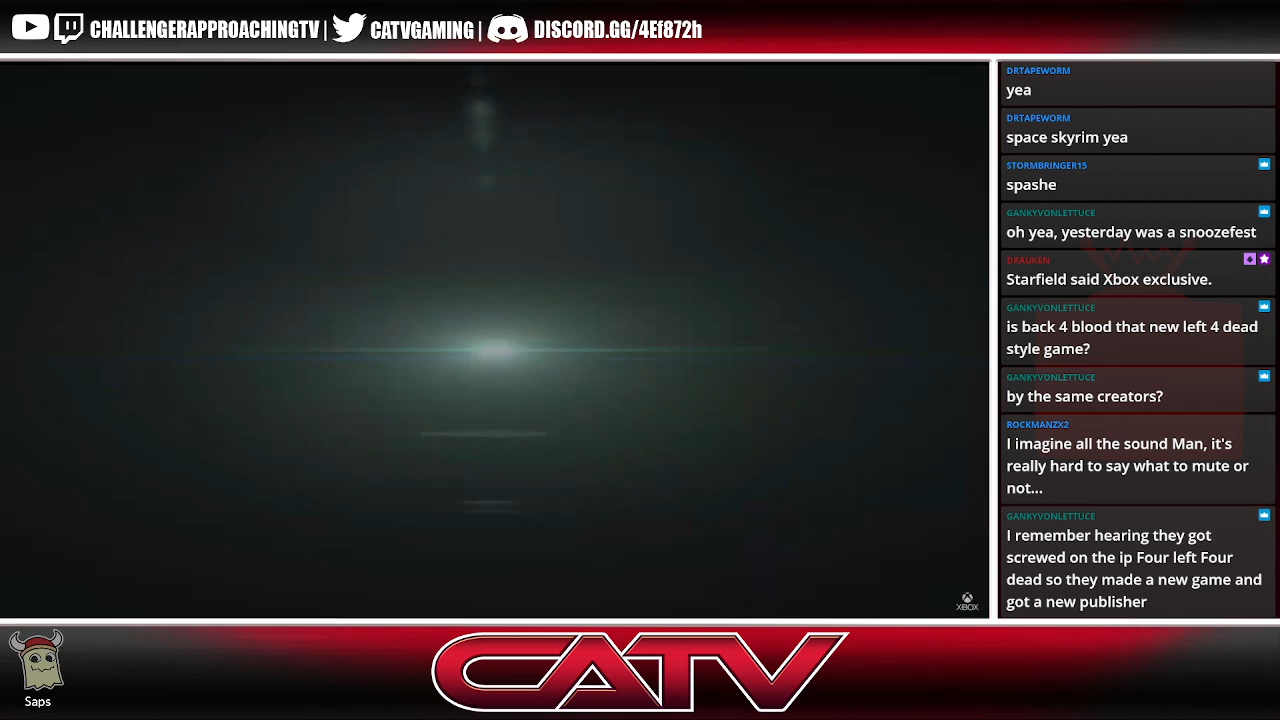 CHALLENGERAPPROACHINGTV | CATVGAMING | DISCORD.GG/4Ef872h
DRTAPEWORM
yea
DRTAPEWORM
space skyrim yea
STORMBRINGER15
spashe
GANKYVONLETTUCE
oh yea, yesterday was a snoozefest
DRAUKEN
Starfield said Xbox exclusive.
GANKYVONLETTUCE
is back 4 blood that new left 4 dead
style game?
GANKYVONLETTUCE
by the same creators?
ROCKMANZX2
I imagine all the sound Man, it's
really hard to say what to mute or
not...
GANKYVONLETTUCE
I remember hearing they got
screwed on the ip Four left Four
dead so they made a new game and
got a new publisher
XBOX
Saps
CATV